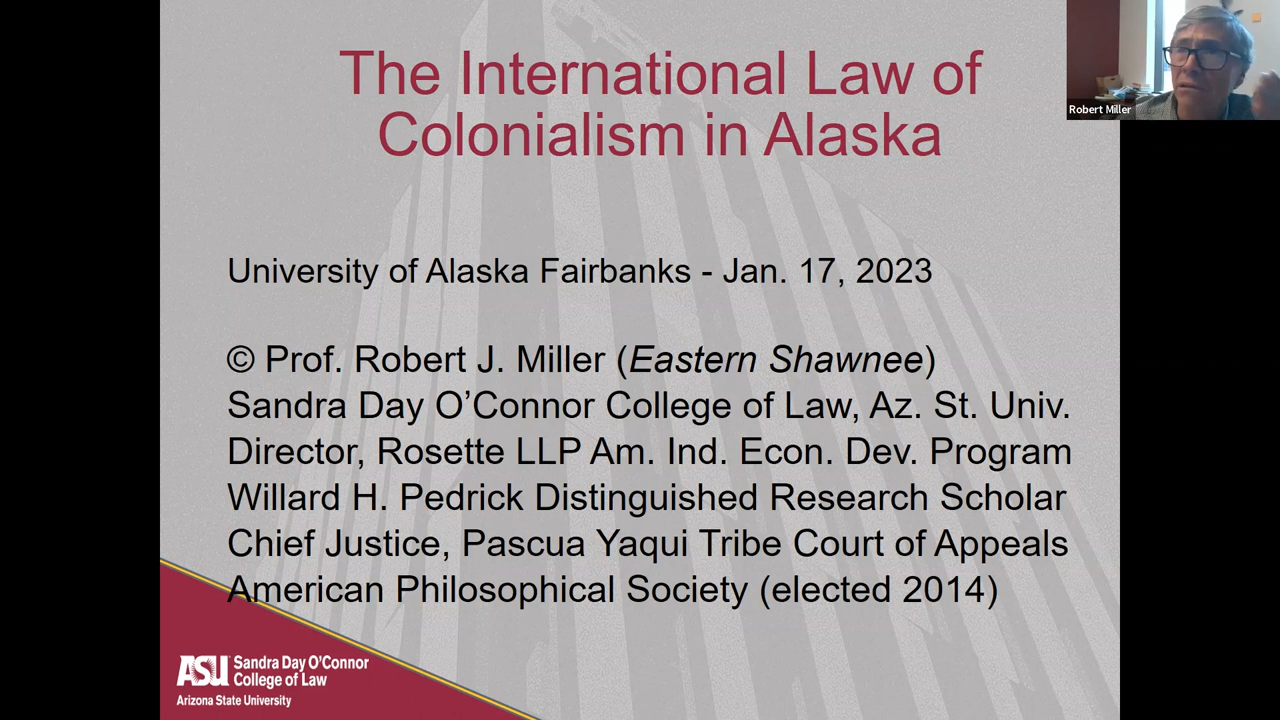 The International Law of
Colonialism in Alaska
Robert Miller
University of Alaska Fairbanks - Jan. 17, 2023
© Prof. Robert J. Miller (Eastern Shawnee)
Sandra Day O’Connor College of Law, Az. St. Univ.
Director, Rosette LLP Am. Ind. Econ. Dev. Program
Willard H. Pedrick Distinguished Research Scholar
Chief Justice, Pascua Yaqui Tribe Court of Appeals
American Philosophical Society (elected 2014)
ASU Sandra Day O’Connor
College of Law
Arizona State University